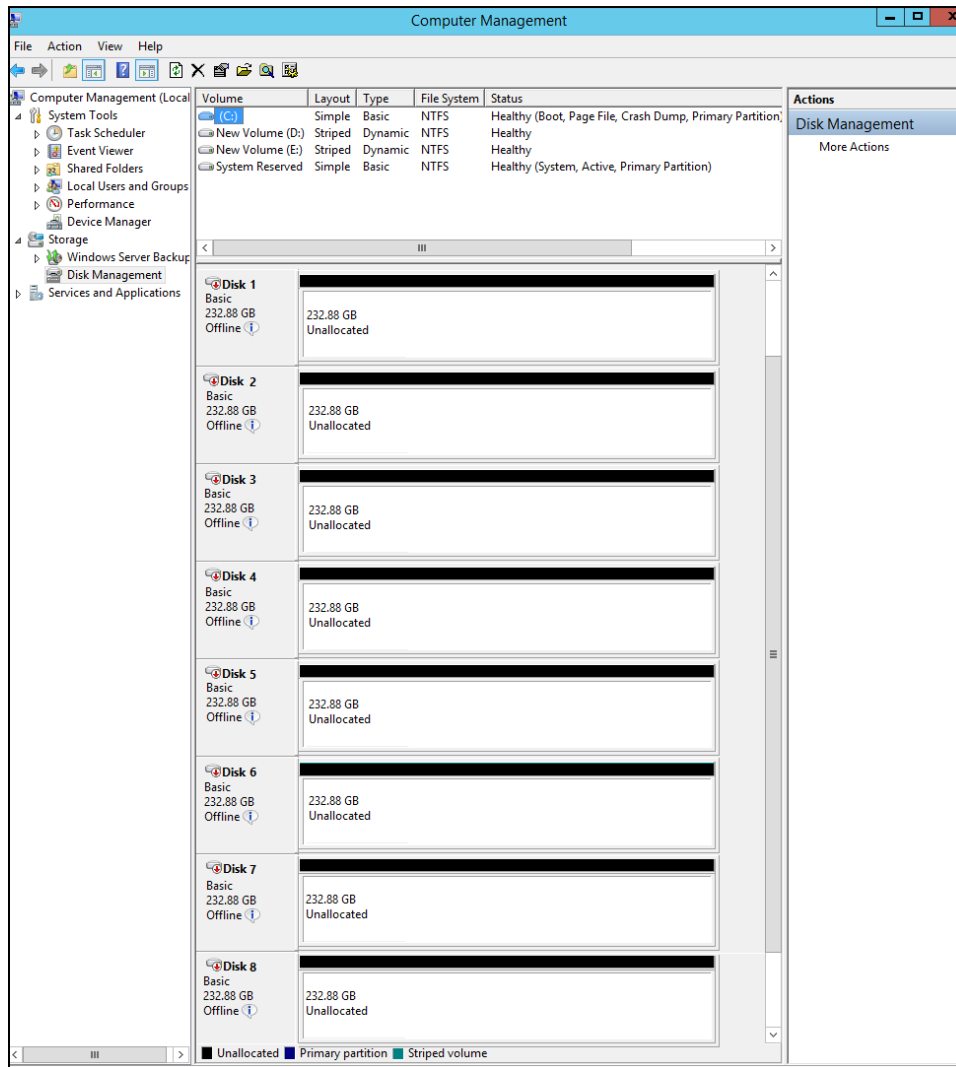 Computer Management
File Action View Help
Computer Management (Local
System Tools
Task Scheduler
Event Viewer
Shared Folders
Local Users and Groups
Performance
Device Manager
Storage
Windows Server Backup
Disk Management
Services and Applications
Volume Layout Type File System Status
(C:) Simple Basic NTFS Healthy (Boot, Page File, Crash Dump, Primary Partition)
New Volume (D:) Striped Dynamic NTFS Healthy
New Volume (E:) Striped Dynamic NTFS Healthy
System Reserved Simple Basic NTFS Healthy (System, Active, Primary Partition)
Disk 1
Basic
232.88 GB
Offline
232.88 GB
Unallocated
Disk 2
Basic
232.88 GB
Offline
232.88 GB
Unallocated
Disk 3
Basic
232.88 GB
Offline
232.88 GB
Unallocated
Disk 4
Basic
232.88 GB
Offline
232.88 GB
Unallocated
Disk 5
Basic
232.88 GB
Offline
232.88 GB
Unallocated
Disk 6
Basic
232.88 GB
Offline
232.88 GB
Unallocated
Disk 7
Basic
232.88 GB
Offline
232.88 GB
Unallocated
Disk 8
Basic
232.88 GB
Offline
232.88 GB
Unallocated
Unallocated Primary partition Striped volume
Actions
Disk Management
More Actions